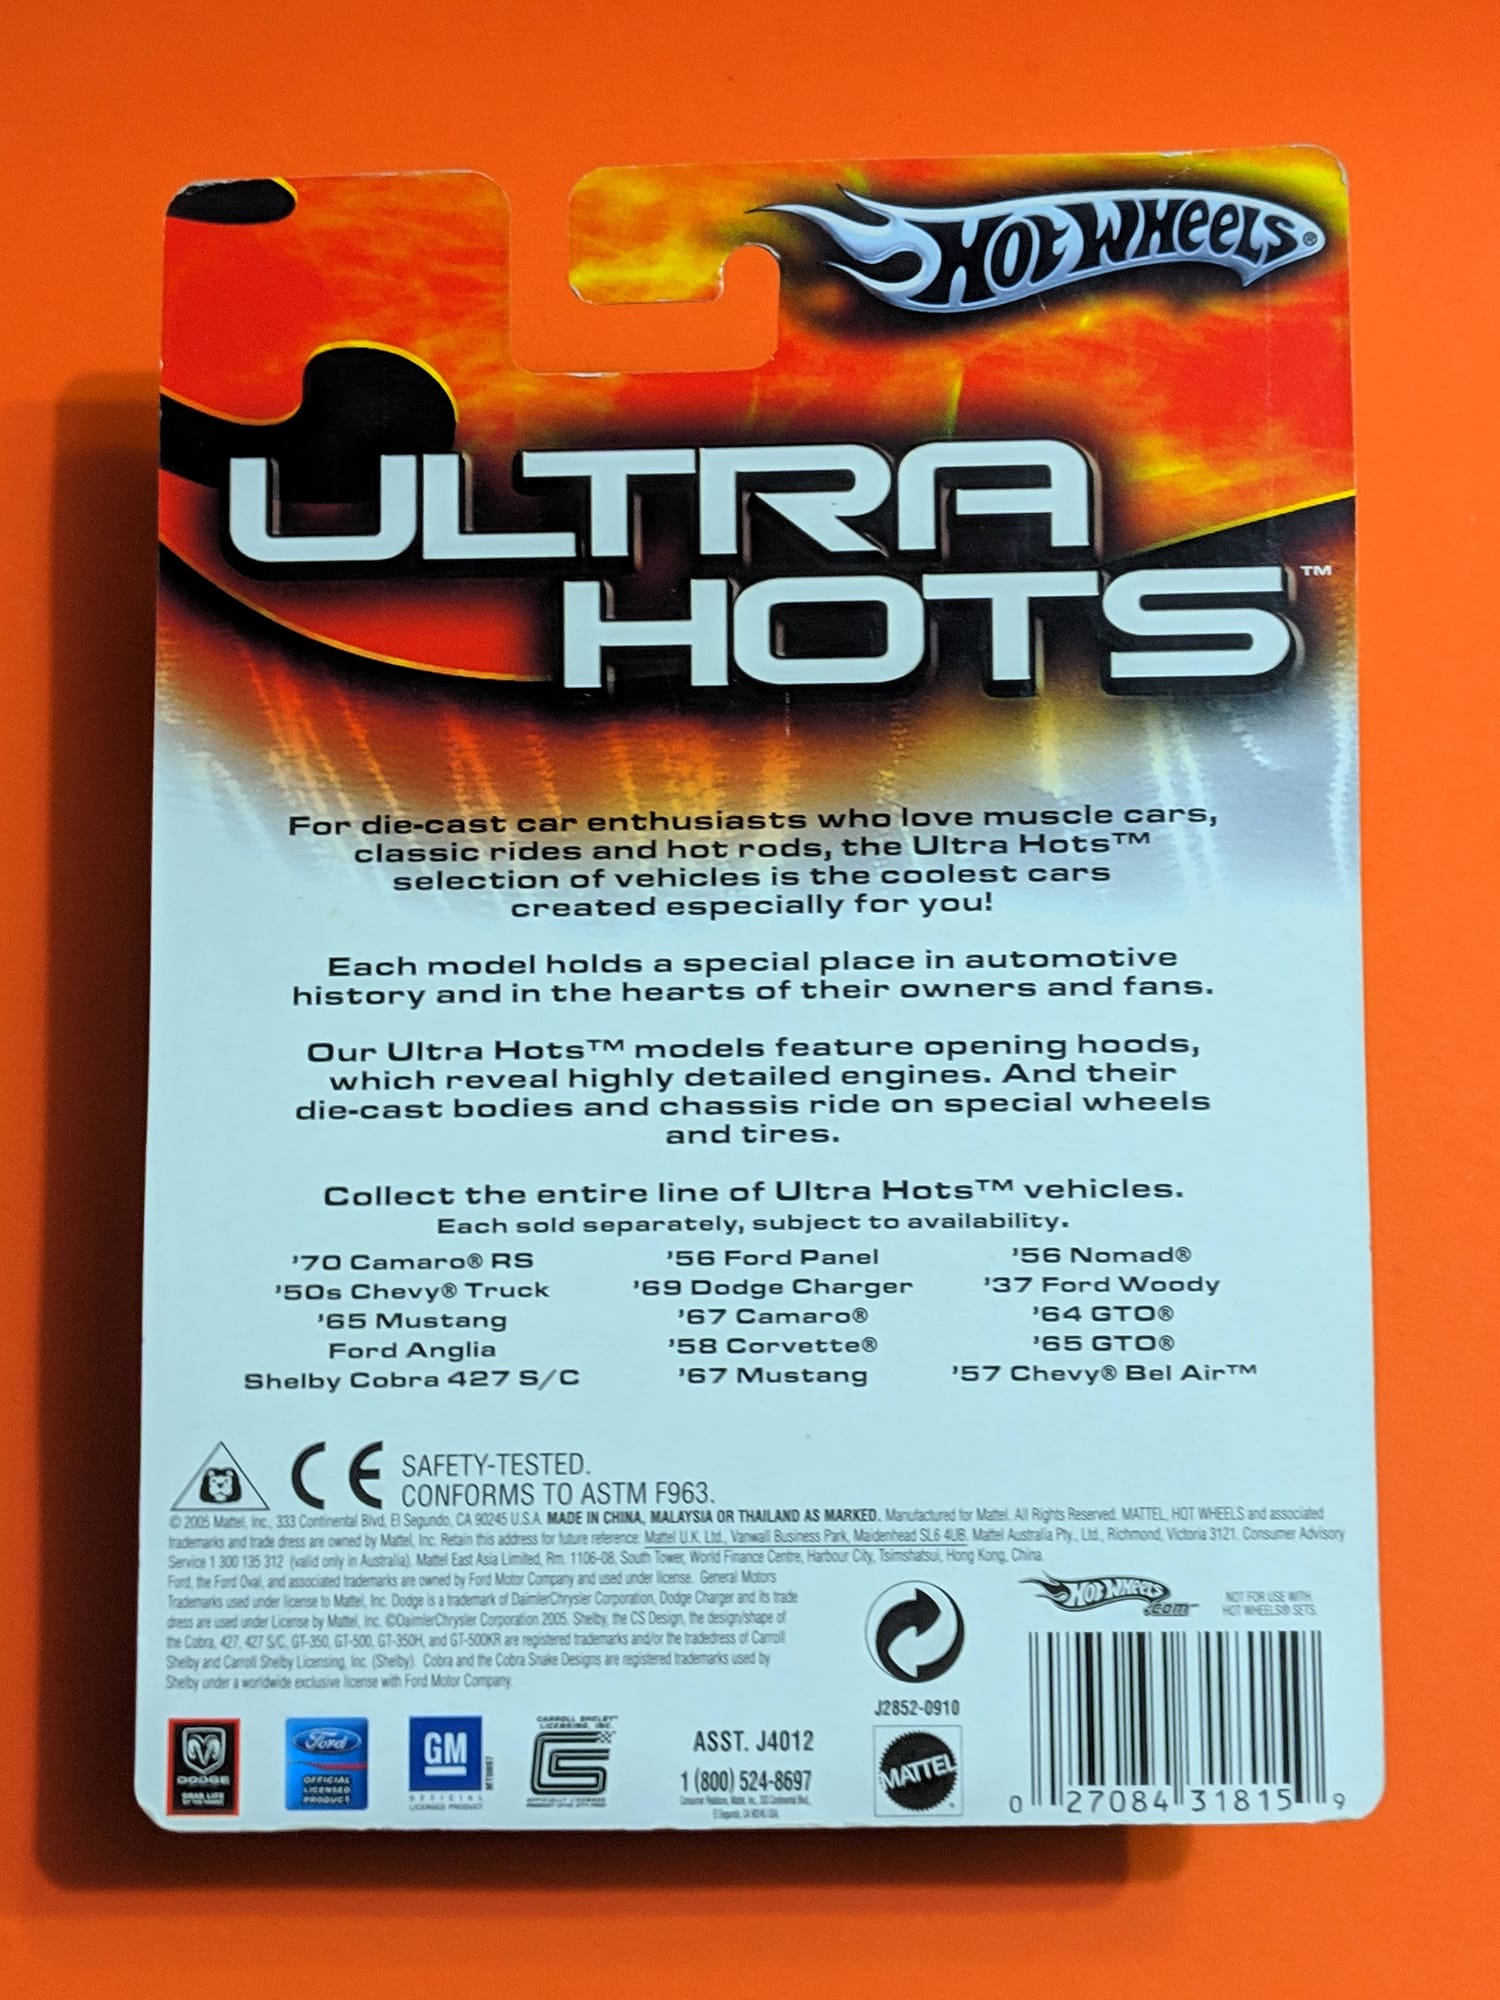 HOT WHEELS®
ULTRA
HOTS™
For die-cast car enthusiasts who love muscle cars,
classic rides and hot rods, the Ultra Hots™
selection of vehicles is the coolest cars
created especially for you!
Each model holds a special place in automotive
history and in the hearts of their owners and fans.
Our Ultra Hots™ models feature opening hoods,
which reveal highly detailed engines. And their
die-cast bodies and chassis ride on special wheels
and tires.
Collect the entire line of Ultra Hots™ vehicles.
Each sold separately, subject to availability.
'70 Camaro® RS
'50s Chevy® Truck
'65 Mustang
Ford Anglia
Shelby Cobra 427 S/C
'56 Ford Panel
'69 Dodge Charger
'67 Camaro®
'58 Corvette®
'67 Mustang
'56 Nomad®
'37 Ford Woody
'64 GTO®
'65 GTO®
'57 Chevy® Bel Air™
CE
SAFETY-TESTED.
CONFORMS TO ASTM F963.
© 2005 Mattel, Inc., 333 Continental Blvd, El Segundo, CA 90245 U.S.A. MADE IN CHINA, MALAYSIA OR THAILAND AS MARKED. Manufactured for Mattel. All Rights Reserved. MATTEL, HOT WHEELS and associated
trademarks and trade dress are owned by Mattel, Inc. Retain this address for future reference: Mattel U.K. Ltd., Vanwall Business Park, Maidenhead SL6 4UB. Mattel Australia Pty., Ltd., Richmond, Victoria 3121. Consumer Advisory
Service 1 300 135 312 (valid only in Australia). Mattel East Asia Limited, Rm. 1106-08, South Tower, World Finance Centre, Harbour City, Tsimshatsui, Hong Kong, China.
Ford, the Ford Oval, and associated trademarks are owned by Ford Motor Company and used under license. General Motors
Trademarks used under license to Mattel, Inc. Dodge is a trademark of DaimlerChrysler Corporation, Dodge Charger and its trade
dress are used under License by Mattel, Inc. ©DaimlerChrysler Corporation 2005. Shelby, the CS Design, the design/shape of
the Cobra, 427, 427 S/C, GT-350, GT-500, GT-350H, and GT-500KR are registered trademarks and/or the tradedress of Carroll
Shelby and Carroll Shelby Licensing, Inc. (Shelby). Cobra and the Cobra Snake Designs are registered trademarks used by
Shelby under a worldwide exclusive license with Ford Motor Company.
HOT WHEELS
.com™
NOT FOR USE WITH
HOT WHEELS® SETS.
J2852-0910
DODGE
GRAB LIFE
BY THE HORNS
Ford
OFFICIAL
LICENSED
PRODUCT
GM
OFFICIAL
LICENSED PRODUCT
CARROLL SHELBY
LICENSING, INC.
ASST. J4012
1 (800) 524-8697
MATTEL
0 27084 31815 9